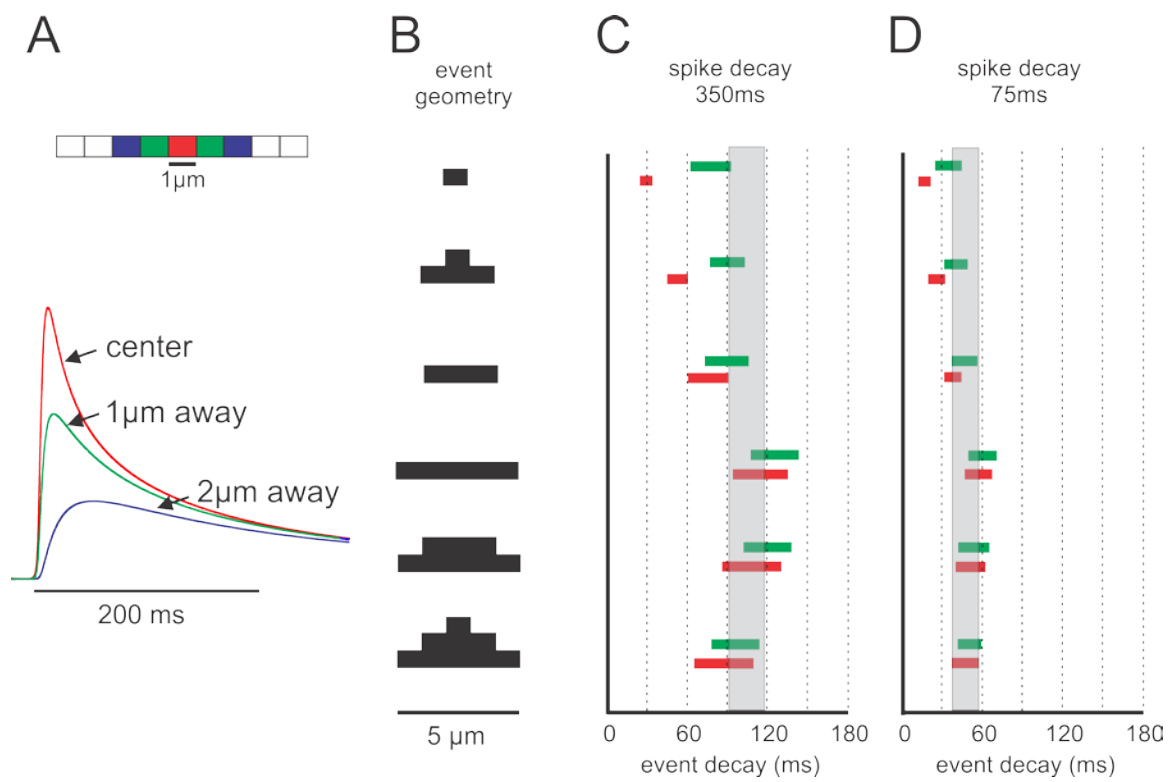 A
1µm
center
1µm away
2µm away
200 ms
B
event
geometry
5 µm
C
spike decay
350ms
0 60 120 180
event decay (ms)
D
spike decay
75ms
0 60 120 180
event decay (ms)